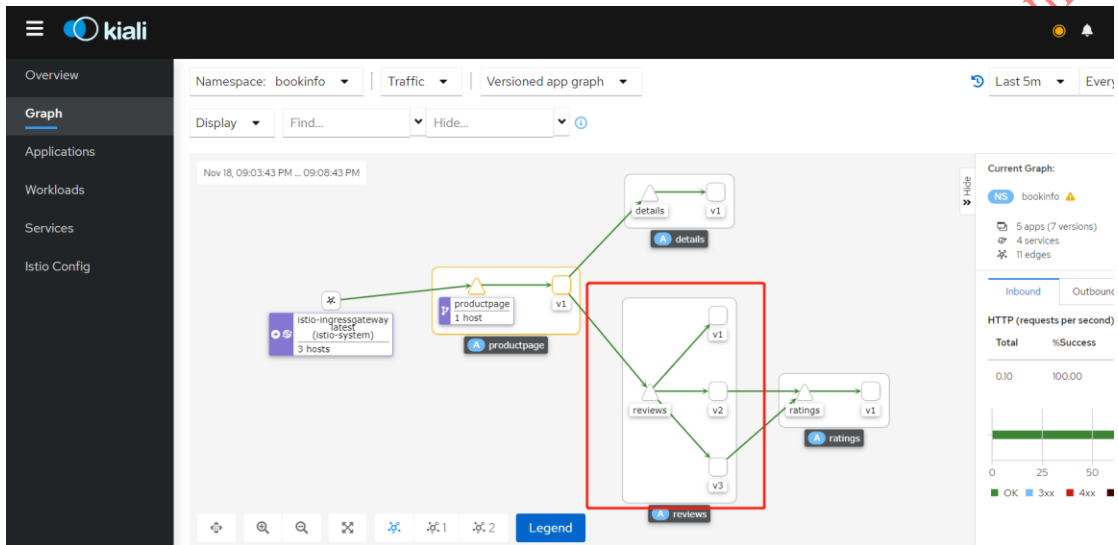 kiali
Overview
Graph
Applications
Workloads
Services
Istio Config
Namespace: bookinfo
Traffic
Versioned app graph
Last 5m
Every
Display
Find...
Hide...
Nov 18, 09:03:43 PM ... 09:08:43 PM
details
v1
A details
productpage
1 host
v1
A productpage
istio-ingressgateway
latest
(istio-system)
3 hosts
v1
reviews
v2
v3
A reviews
ratings
v1
A ratings
Hide
Current Graph:
NS bookinfo
5 apps (7 versions)
4 services
11 edges
Inbound
Outbound
HTTP (requests per second)
Total %Success
0.10 100.00
0 25 50
OK 3xx 4xx
1
2
Legend